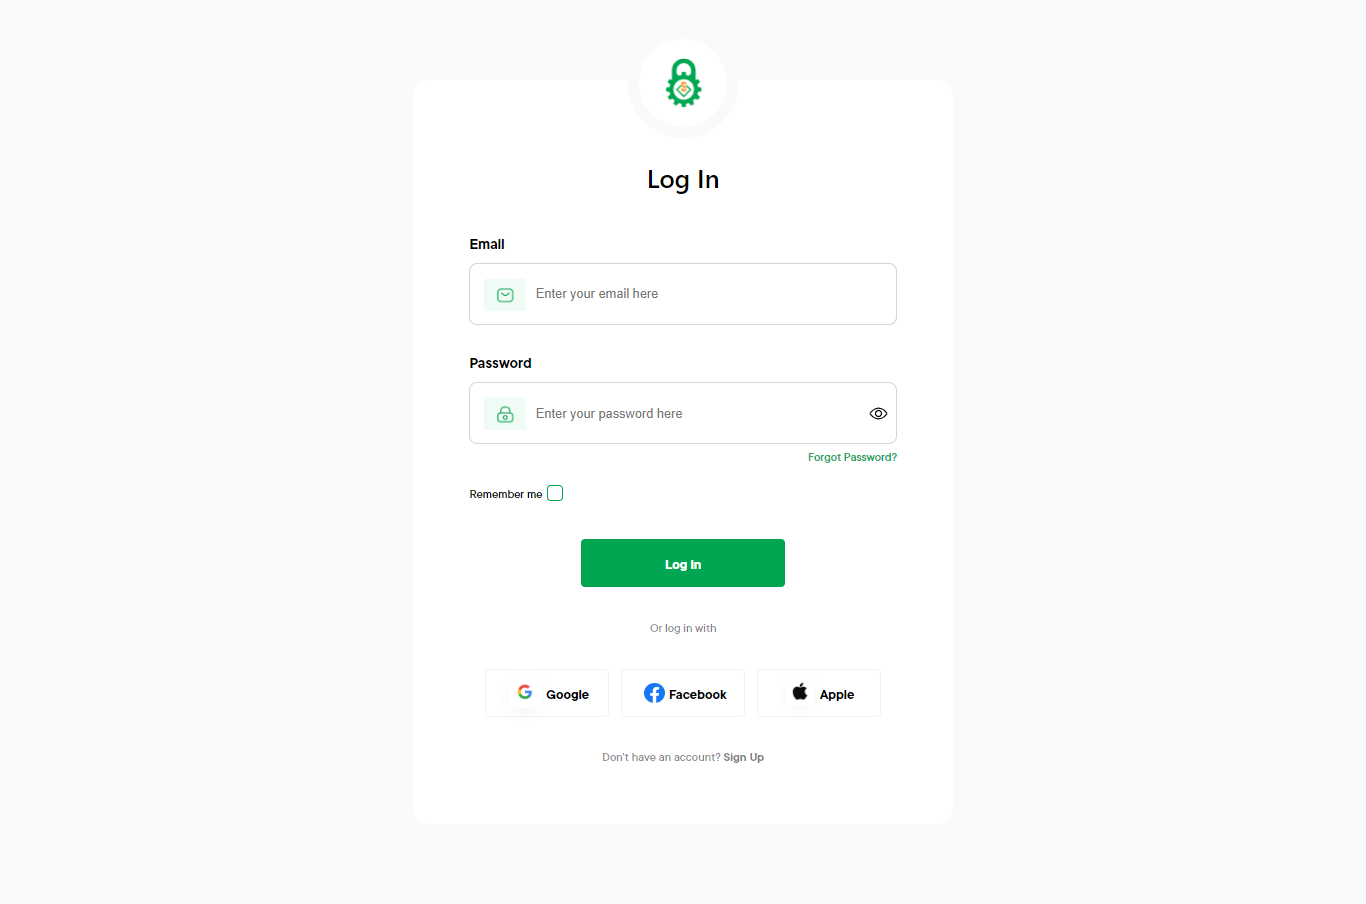 Log In
Email
Enter your email here
Password
Enter your password here
Forgot Password?
Remember me
Log In
Or log in with
Google Facebook Apple
Don't have an account? Sign Up